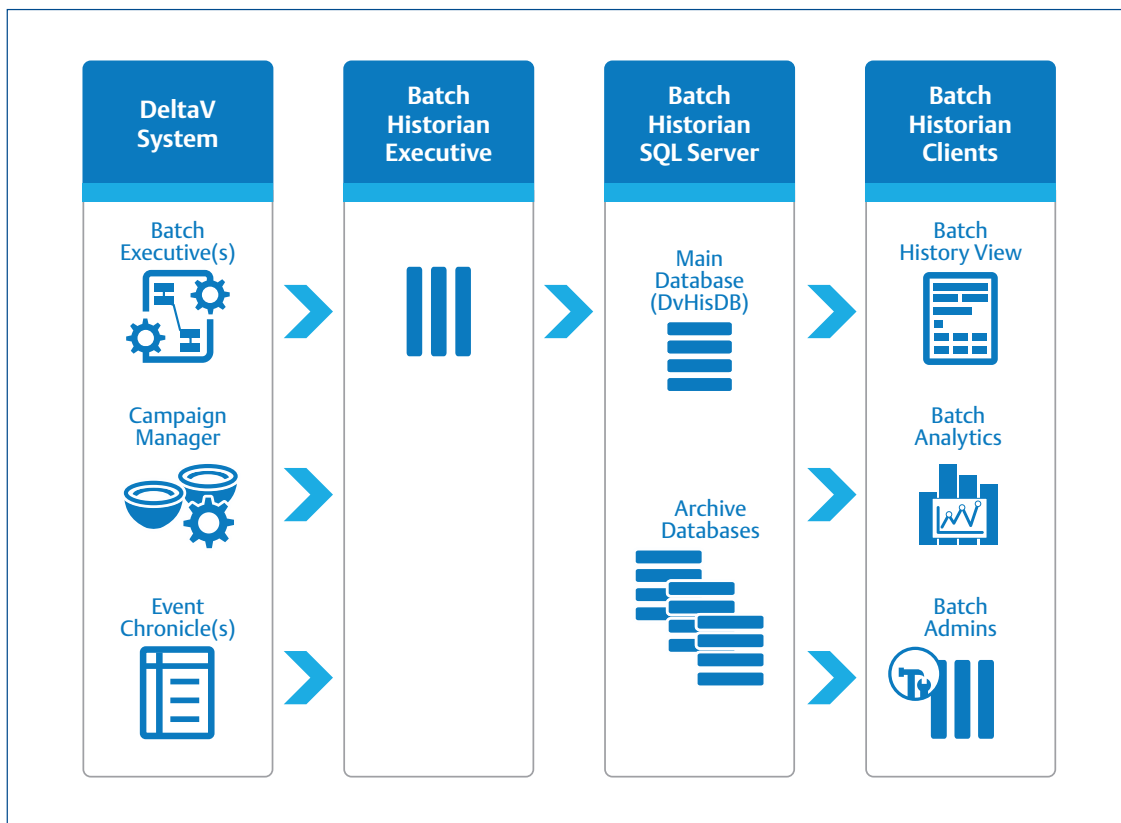 DeltaV
System
Batch
Historian
Executive
Batch
Historian
SQL Server
Batch
Historian
Clients
Batch
Executive(s)
Campaign
Manager
Event
Chronicle(s)
Main
Database
(DvHisDB)
Archive
Databases
Batch
History View
Batch
Analytics
Batch
Admins